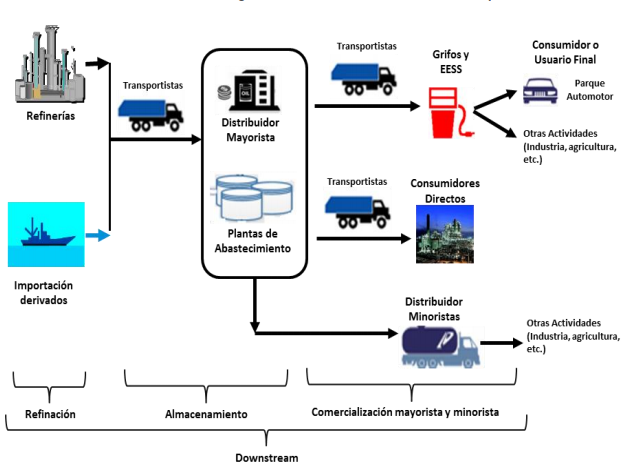 Refinerías
Importación
derivados
Transportistas
OIL
Distribuidor
Mayorista
Plantas de
Abastecimiento
Transportistas
Grifos y
EESS
Consumidor o
Usuario Final
Parque
Automotor
Otras Actividades
(Industria, agricultura,
etc.)
Transportistas
Consumidores
Directos
Distribuidor
Minoristas
Otras Actividades
(Industria, agricultura,
etc.)
Refinación
Almacenamiento
Comercialización mayorista y minorista
Downstream